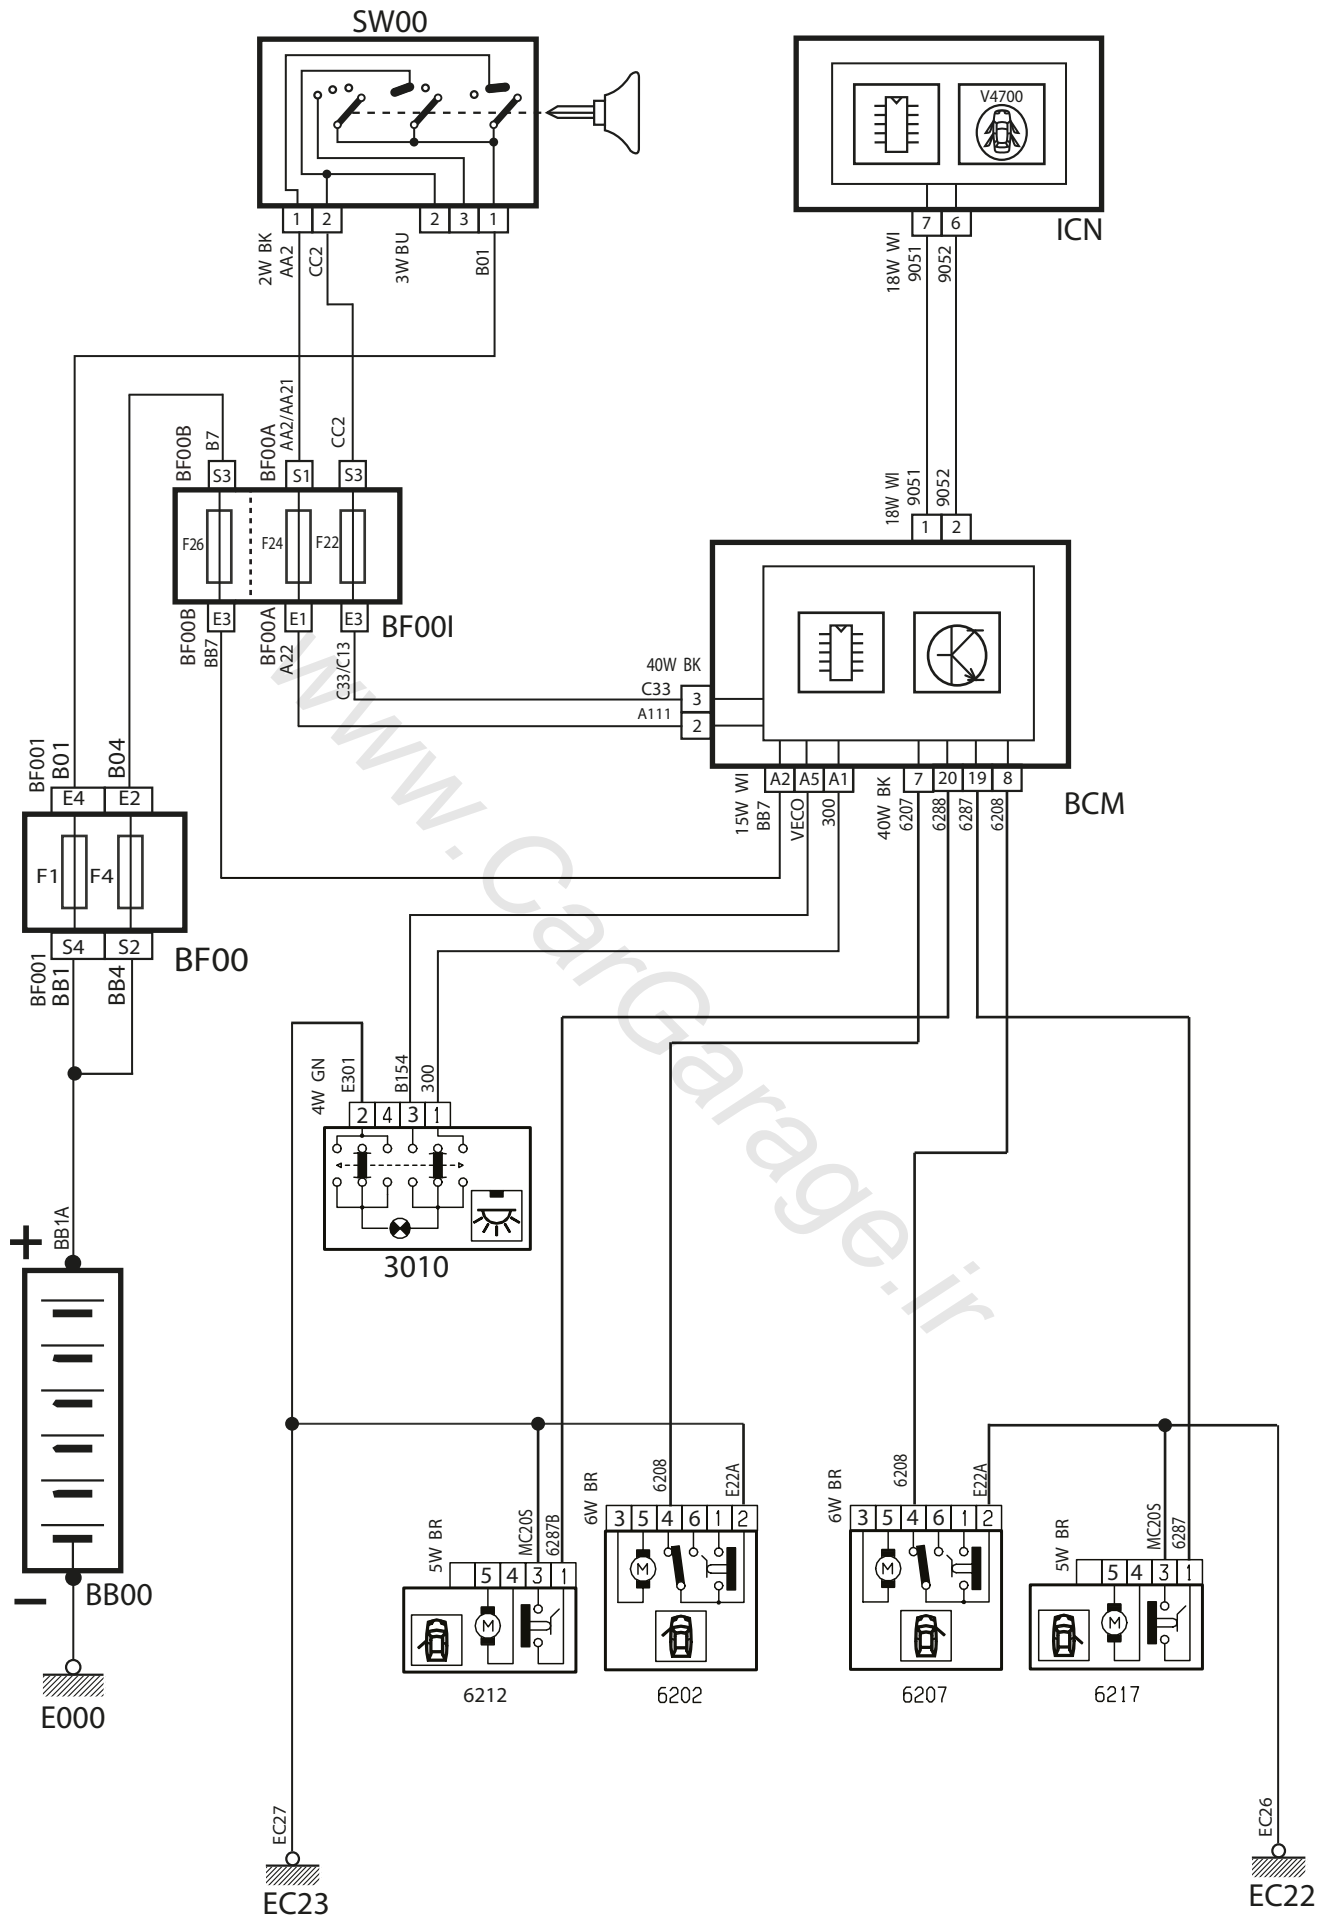 SW00
V4700
1 2 2 3 1
7 6
ICN
2W BK
AA2
CC2
3W BU
B01
18W WI
9051
9052
BF00B
B7
BF00A
AA2/AA21
CC2
S3 S1 S3
18W WI
9051
9052
1 2
F26 F24 F22
E3 E1 E3
BF00I
BF00B
BB7
BF00A
A22
C33/C13
40W BK
C33 3
A111 2
BF001
B01
B04
E4 E2
A2 A5 A1 7 20 19 8
BCM
15W WI
BB7
VECO
300
40W BK
6207
6288
6287
6208
F1 F4
S4 S2
BF00
BF001
BB1
BB4
www.CarGarage.ir
4W GN
E301
B154
300
2 4 3 1
3010
BB1A
+
BB00
−
E000
5W BR
MC20S
6287B
5 4 3 1
M
6212
6W BR
6208
E22A
3 5 4 6 1 2
M
6202
6W BR
6208
E22A
3 5 4 6 1 2
M
6207
5W BR
MC20S
6287
5 4 3 1
M
6217
EC27
EC23
EC26
EC22